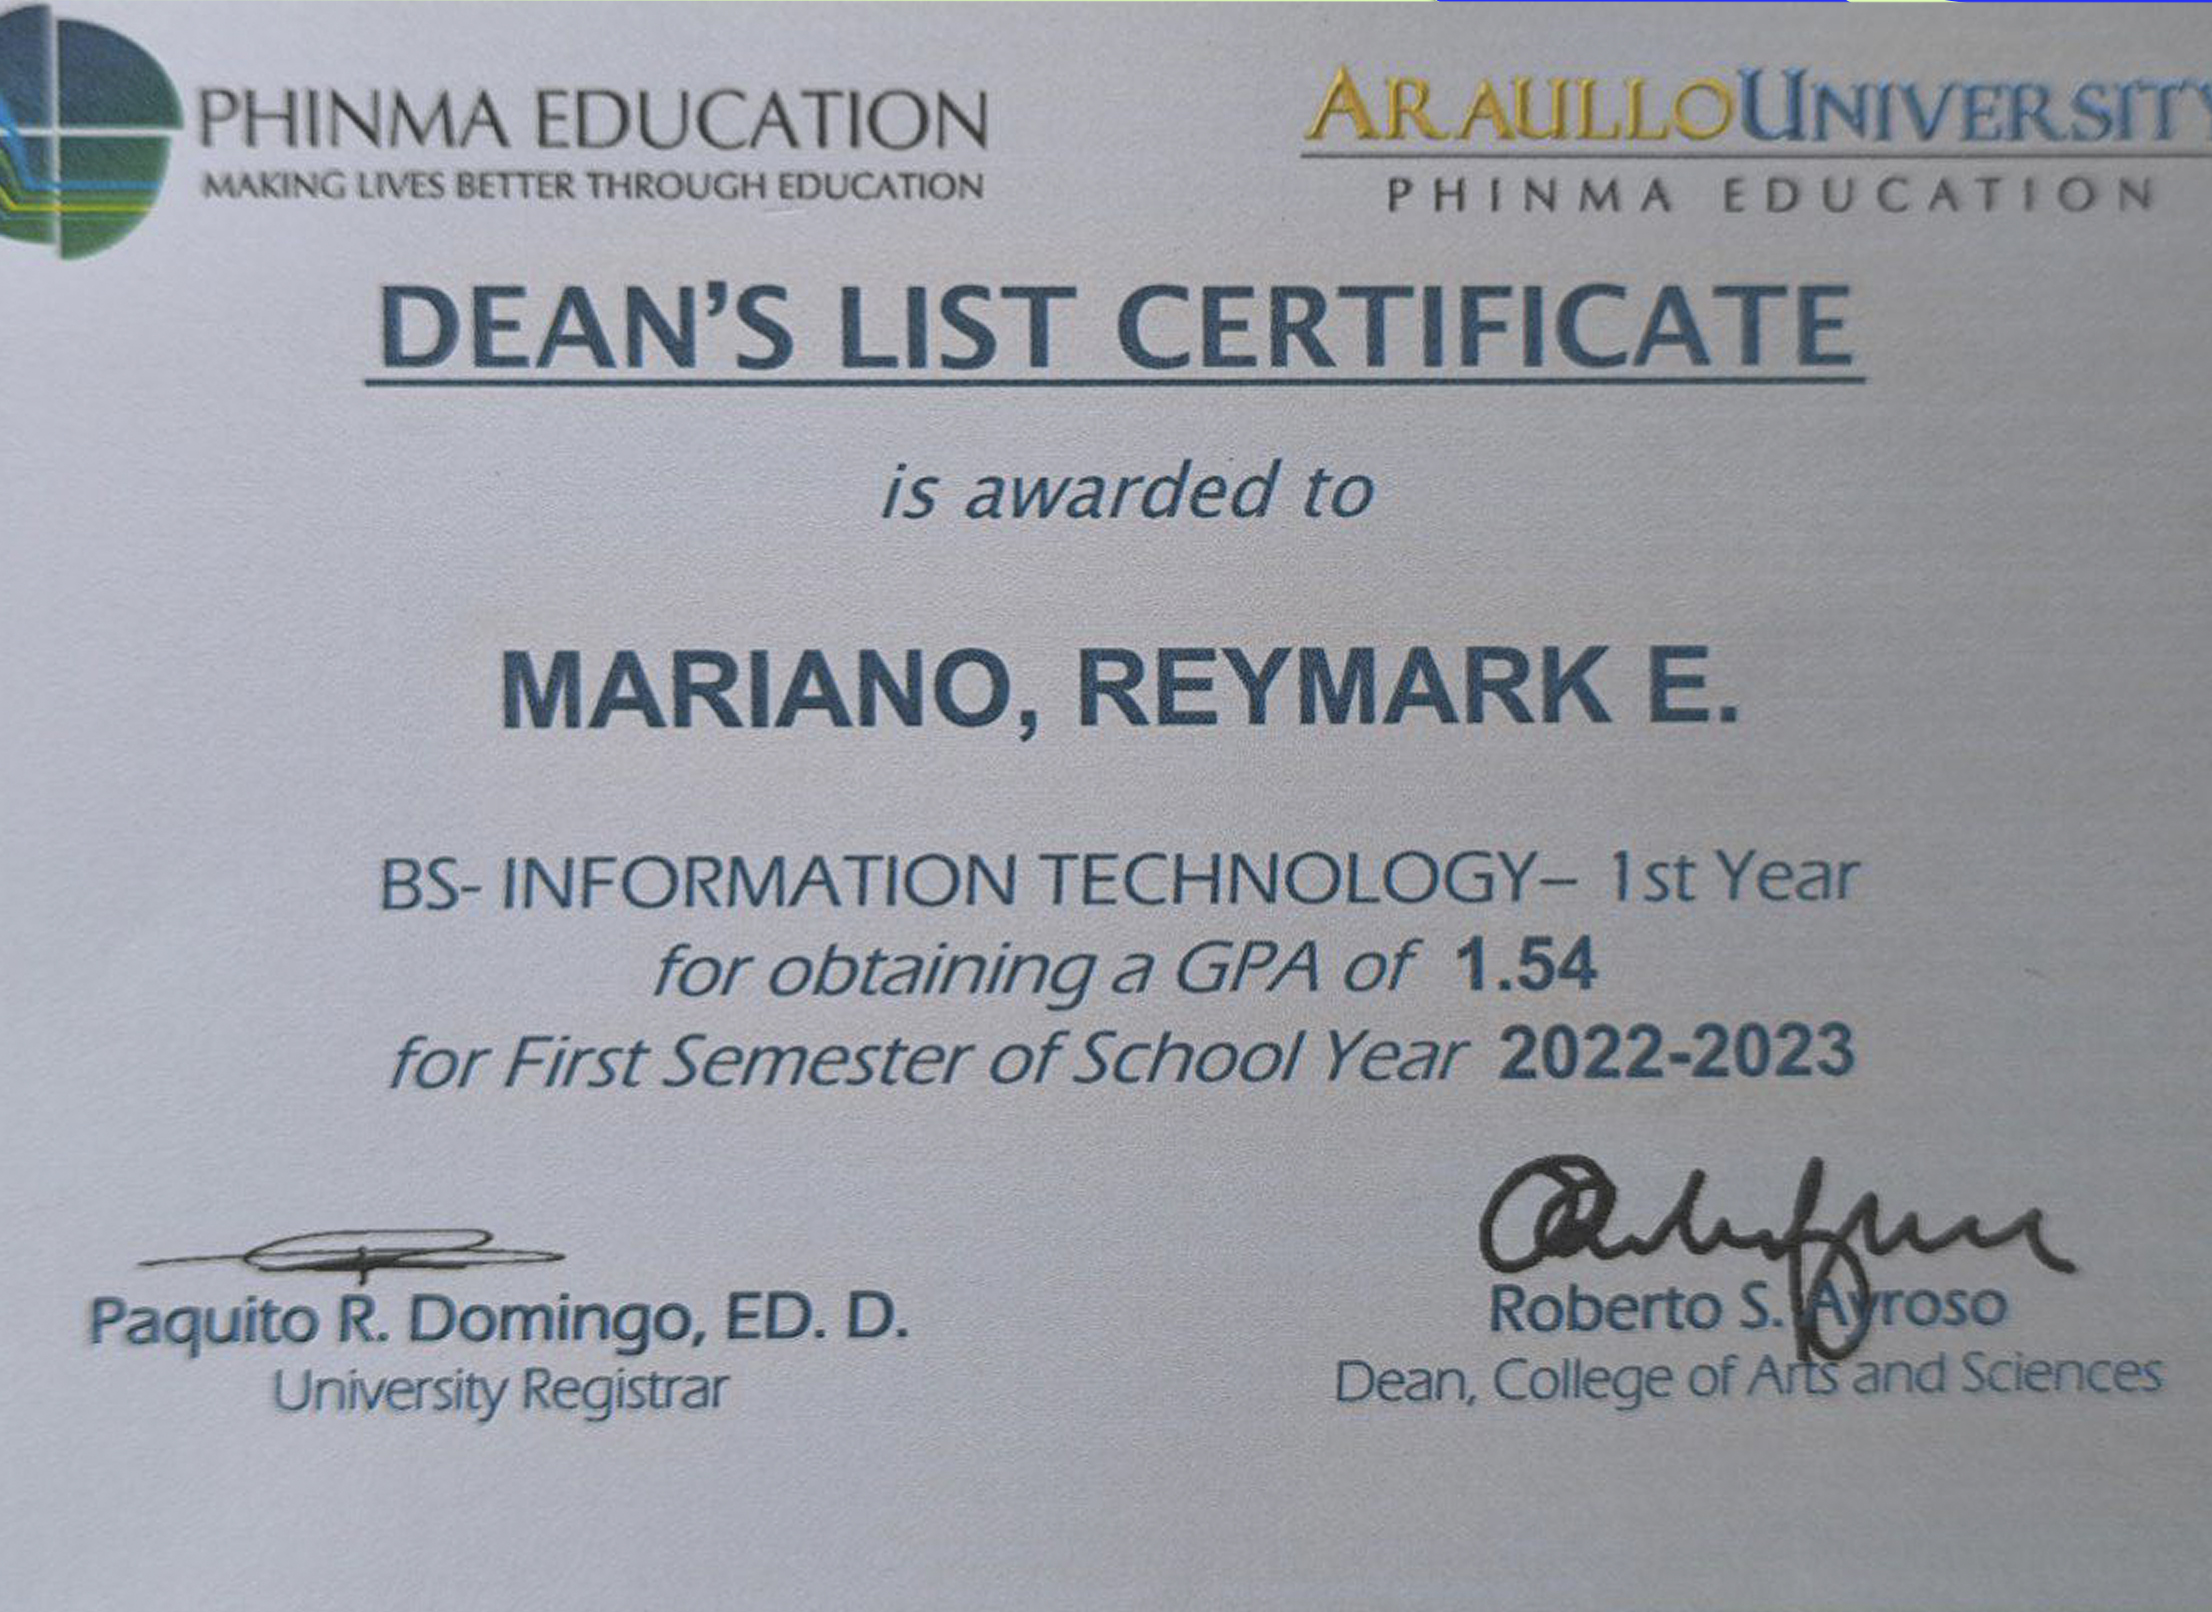 PHINMA EDUCATION
MAKING LIVES BETTER THROUGH EDUCATION
ARAULLOUNIVERSITY
PHINMA EDUCATION
DEAN'S LIST CERTIFICATE
is awarded to
MARIANO, REYMARK E.
BS- INFORMATION TECHNOLOGY– 1st Year
for obtaining a GPA of 1.54
for First Semester of School Year 2022-2023
Paquito R. Domingo, ED. D.
University Registrar
Roberto S. Ayroso
Dean, College of Arts and Sciences